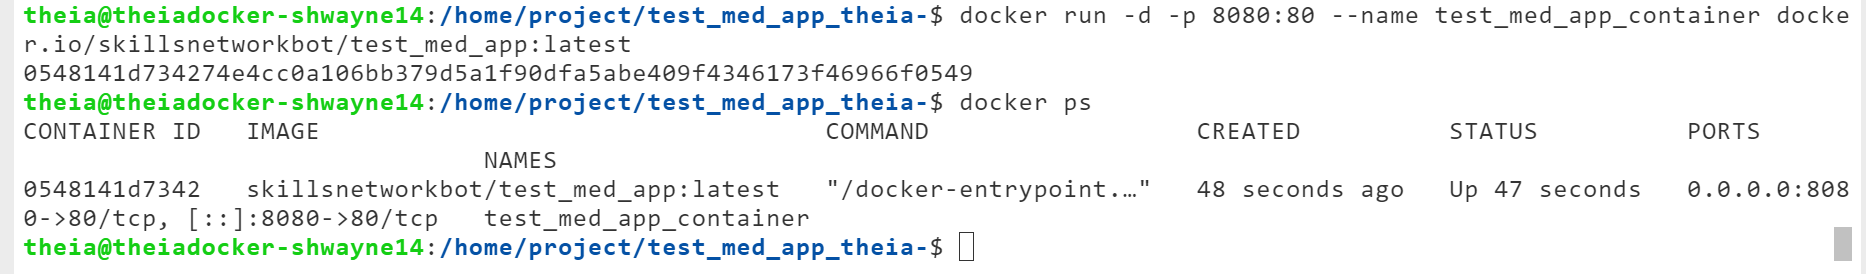 theia@theiadocker-shwayne14:/home/project/test_med_app_theia-$ docker run -d -p 8080:80 --name test_med_app_container docke
r.io/skillsnetworkbot/test_med_app:latest
0548141d734274e4cc0a106bb379d5a1f90dfa5abe409f4346173f46966f0549
theia@theiadocker-shwayne14:/home/project/test_med_app_theia-$ docker ps
CONTAINER ID   IMAGE                                  COMMAND                  CREATED          STATUS          PORTS
                               NAMES
0548141d7342   skillsnetworkbot/test_med_app:latest   "/docker-entrypoint.…"   48 seconds ago   Up 47 seconds   0.0.0.0:808
0->80/tcp, [::]:8080->80/tcp   test_med_app_container
theia@theiadocker-shwayne14:/home/project/test_med_app_theia-$